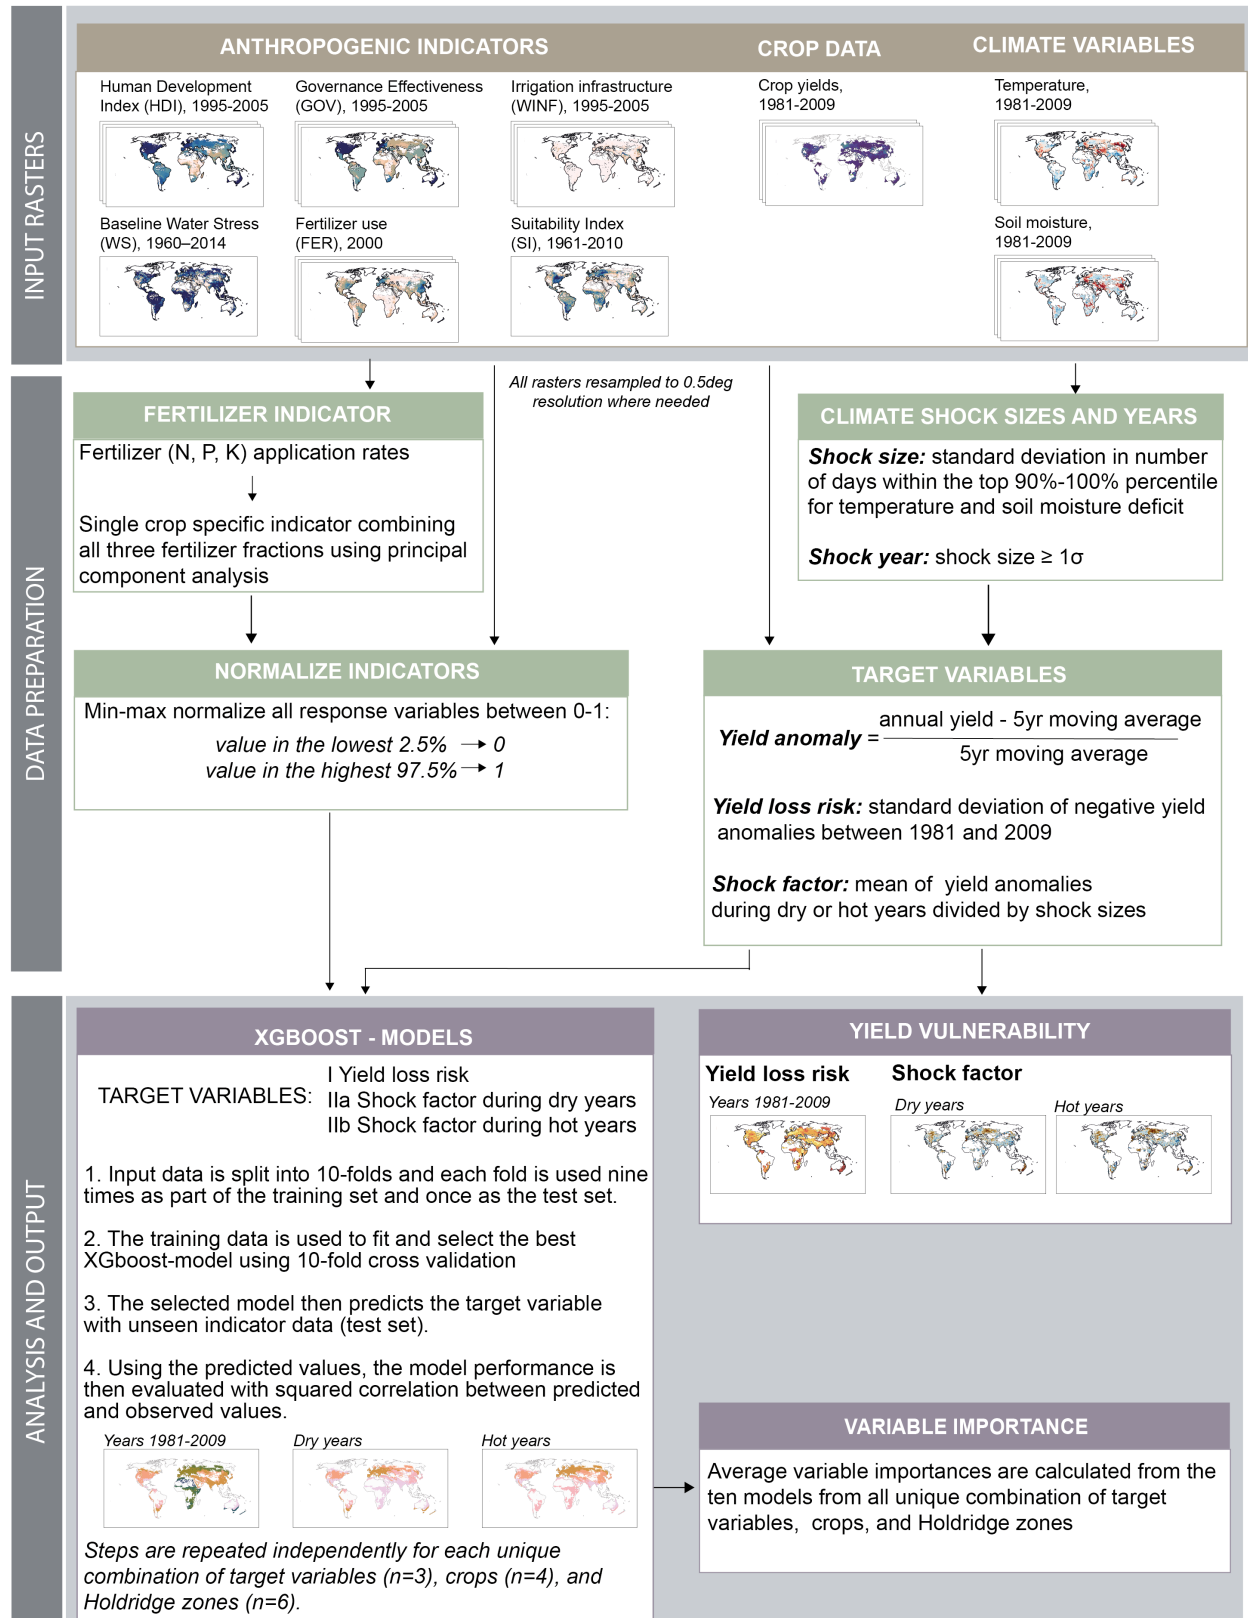 INPUT RASTERS
ANTHROPOGENIC INDICATORS
Human Development
Index (HDI), 1995-2005
Governance Effectiveness
(GOV), 1995-2005
Irrigation infrastructure
(WINF), 1995-2005
Baseline Water Stress
(WS), 1960–2014
Fertilizer use
(FER), 2000
Suitability Index
(SI), 1961-2010
CROP DATA
Crop yields,
1981-2009
CLIMATE VARIABLES
Temperature,
1981-2009
Soil moisture,
1981-2009
DATA PREPARATION
All rasters resampled to 0.5deg
resolution where needed
FERTILIZER INDICATOR
Fertilizer (N, P, K) application rates
Single crop specific indicator combining
all three fertilizer fractions using principal
component analysis
CLIMATE SHOCK SIZES AND YEARS
Shock size: standard deviation in number
of days within the top 90%-100% percentile
for temperature and soil moisture deficit
Shock year: shock size ≥ 1σ
NORMALIZE INDICATORS
Min-max normalize all response variables between 0-1:
value in the lowest 2.5% → 0
value in the highest 97.5% → 1
TARGET VARIABLES
annual yield - 5yr moving average
Yield anomaly =
5yr moving average
Yield loss risk: standard deviation of negative yield
anomalies between 1981 and 2009
Shock factor: mean of yield anomalies
during dry or hot years divided by shock sizes
ANALYSIS AND OUTPUT
XGBOOST - MODELS
TARGET VARIABLES:
I Yield loss risk
IIa Shock factor during dry years
IIb Shock factor during hot years
1. Input data is split into 10-folds and each fold is used nine
times as part of the training set and once as the test set.
2. The training data is used to fit and select the best
XGboost-model using 10-fold cross validation
3. The selected model then predicts the target variable
with unseen indicator data (test set).
4. Using the predicted values, the model performance is
then evaluated with squared correlation between predicted
and observed values.
Years 1981-2009
Dry years
Hot years
Steps are repeated independently for each unique
combination of target variables (n=3), crops (n=4), and
Holdridge zones (n=6).
YIELD VULNERABILITY
Yield loss risk
Shock factor
Years 1981-2009
Dry years
Hot years
VARIABLE IMPORTANCE
Average variable importances are calculated from the
ten models from all unique combination of target
variables, crops, and Holdridge zones